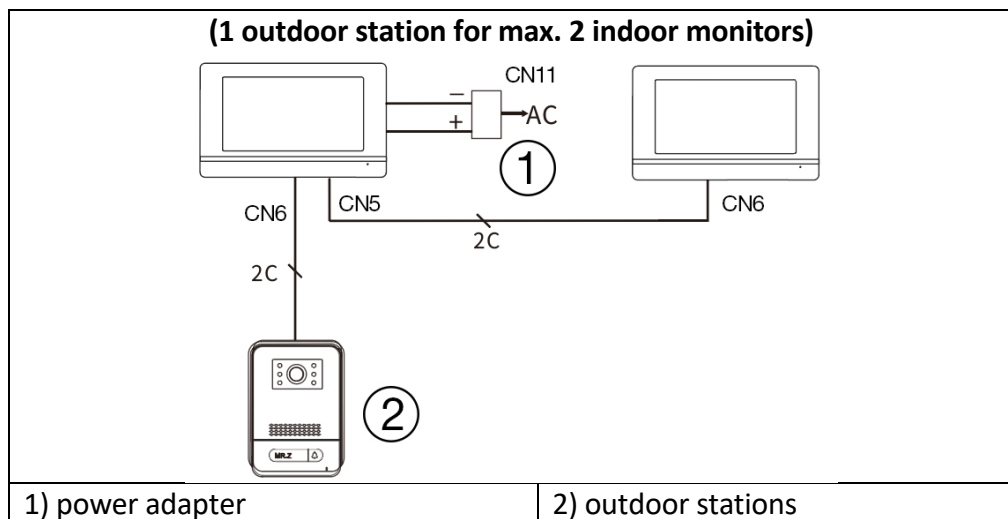 (1 outdoor station for max. 2 indoor monitors)
CN11
−
+
AC
1
CN6
CN5
CN6
2C
2C
2
MR.Z
1) power adapter
2) outdoor stations